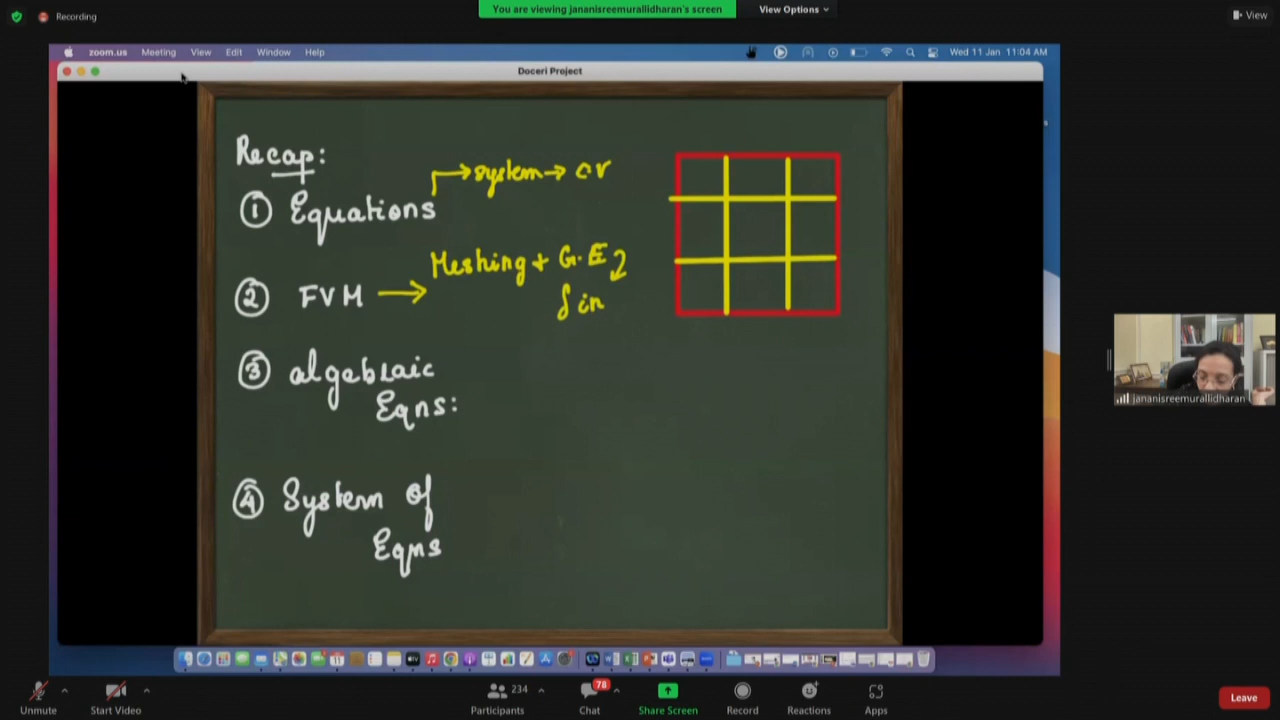 Recording
You are viewing jananisreemurallidharan's screen
View Options
View
zoom.us Meeting View Edit Window Help
Wed 11 Jan 11:04 AM
Doceri Project
Recap:
system → cv
① Equations
Meshing + G.E
② FVM →
∫ in
③ algebraic
Eqns:
④ System of
Eqns
jananisreemurallidharan
Unmute
Start Video
234
Participants
78
Chat
Share Screen
Record
Reactions
Apps
Leave